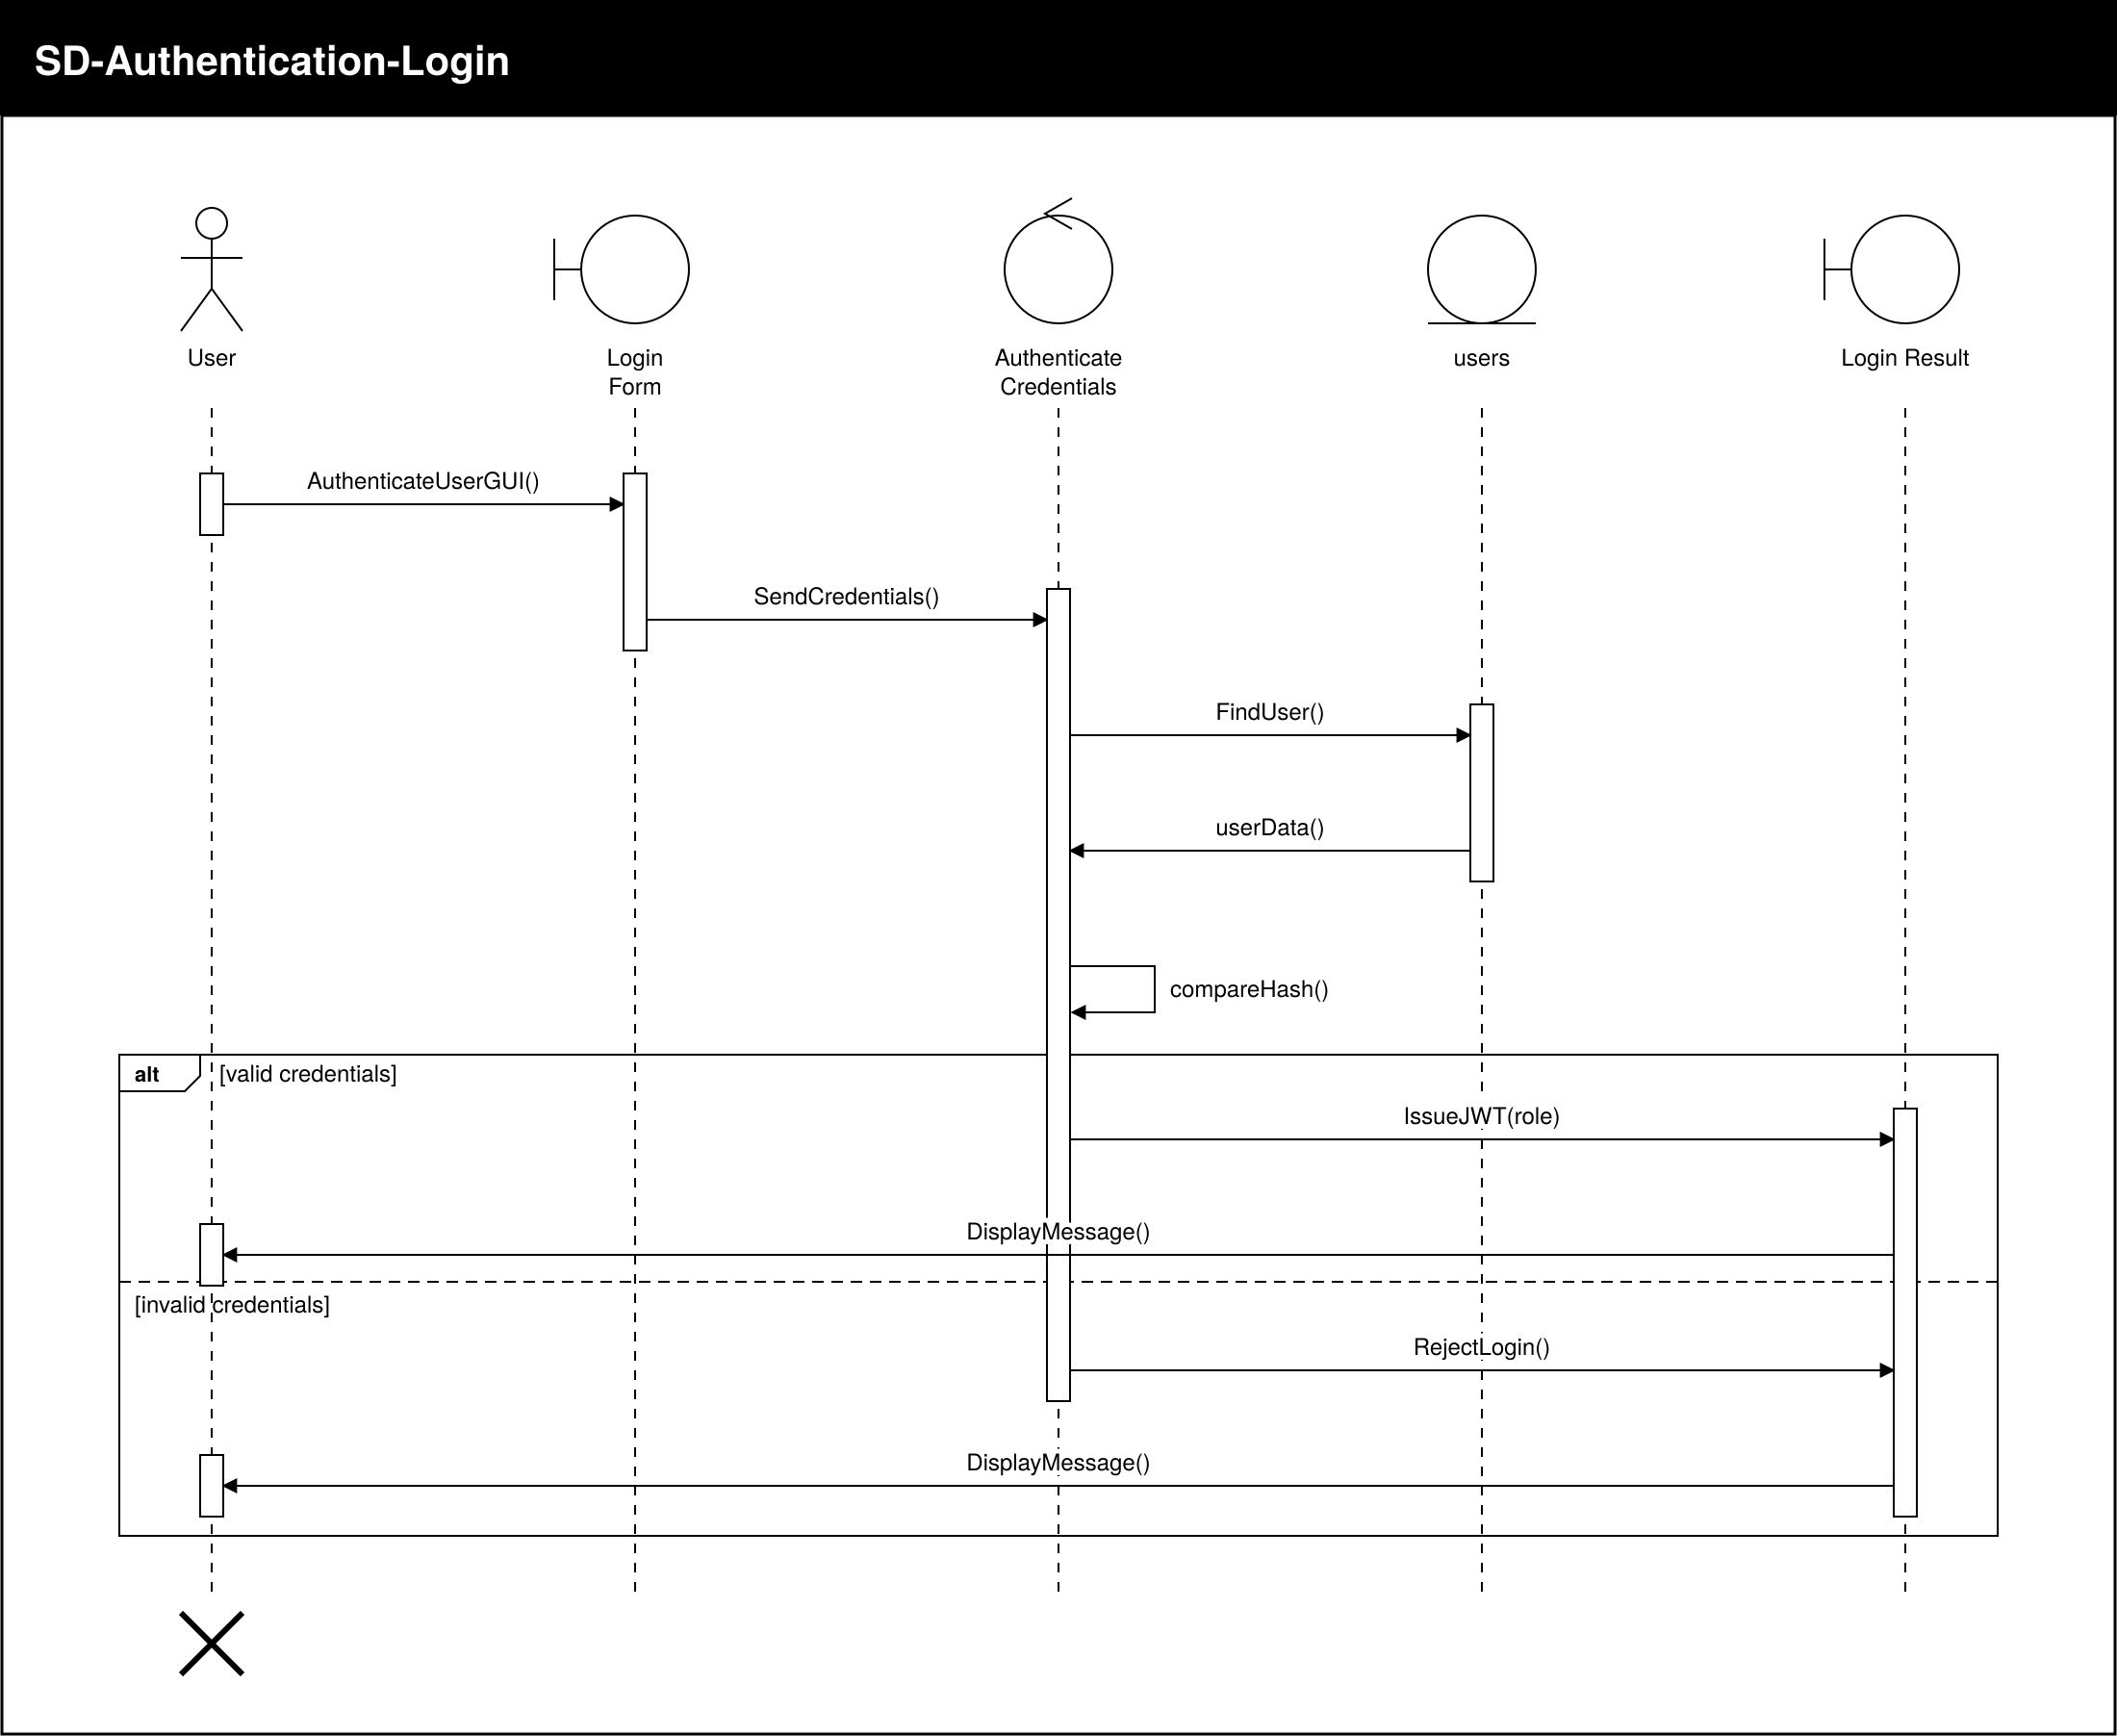 SD-Authentication-Login
User
Login
Form
Authenticate
Credentials
users
Login Result
AuthenticateUserGUI()
SendCredentials()
FindUser()
userData()
compareHash()
alt
[valid credentials]
IssueJWT(role)
DisplayMessage()
[invalid credentials]
RejectLogin()
DisplayMessage()